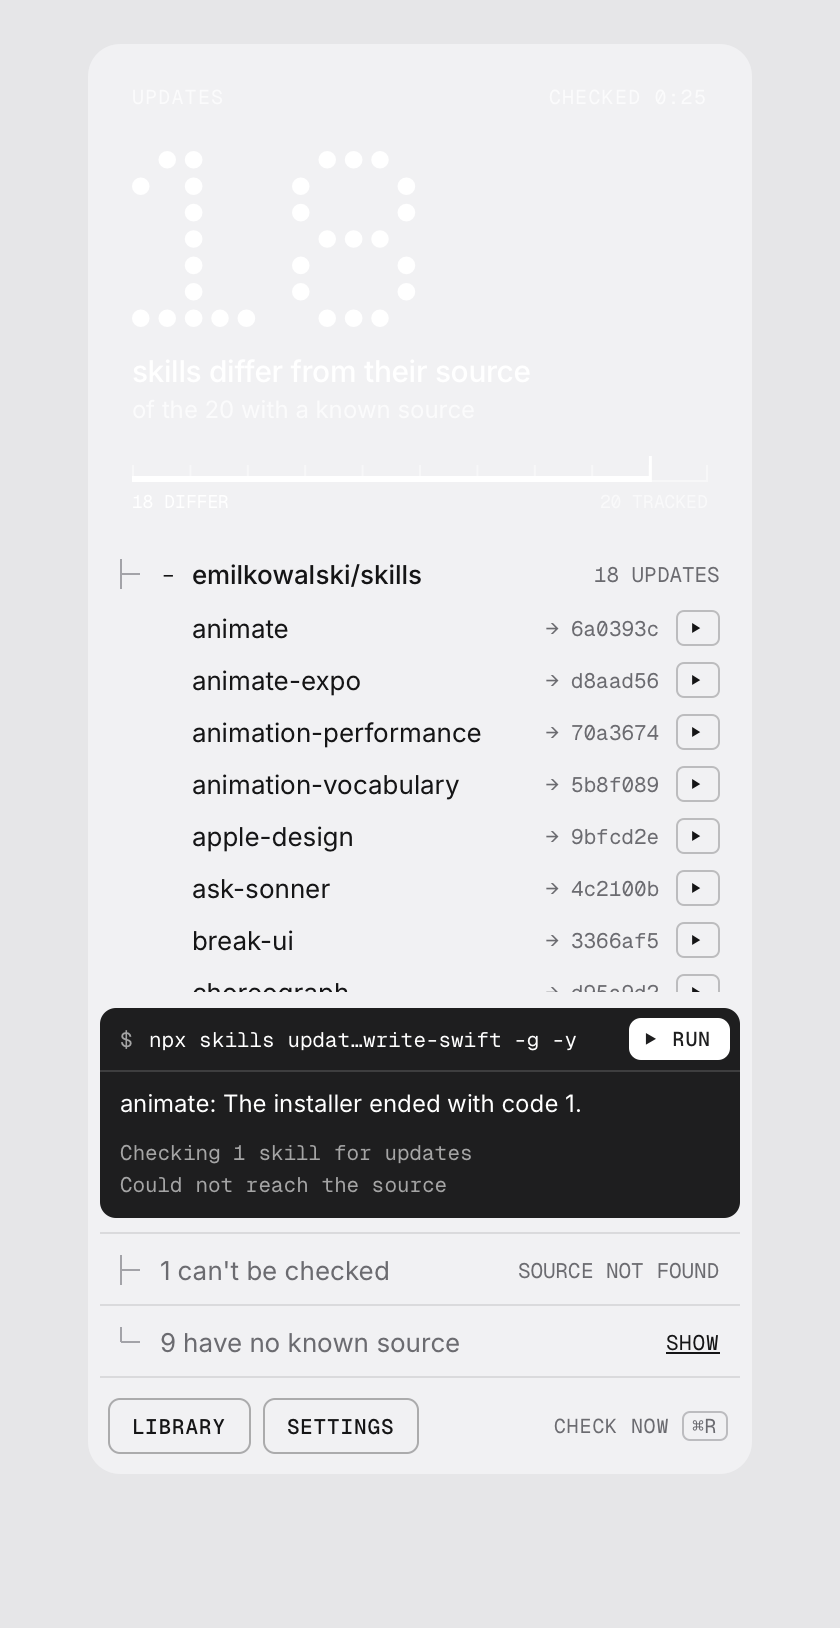 UPDATES CHECKED 0:25
18
skills differ from their source
of the 20 with a known source
18 DIFFER 20 TRACKED
- emilkowalski/skills 18 UPDATES
animate → 6a0393c
animate-expo → d8aad56
animation-performance → 70a3674
animation-vocabulary → 5b8f089
apple-design → 9bfcd2e
ask-sonner → 4c2100b
break-ui → 3366af5
choreograph → d95a9d2
$ npx skills updat…write-swift -g -y RUN
animate: The installer ended with code 1.
Checking 1 skill for updates
Could not reach the source
1 can't be checked SOURCE NOT FOUND
9 have no known source SHOW
LIBRARY SETTINGS CHECK NOW ⌘R